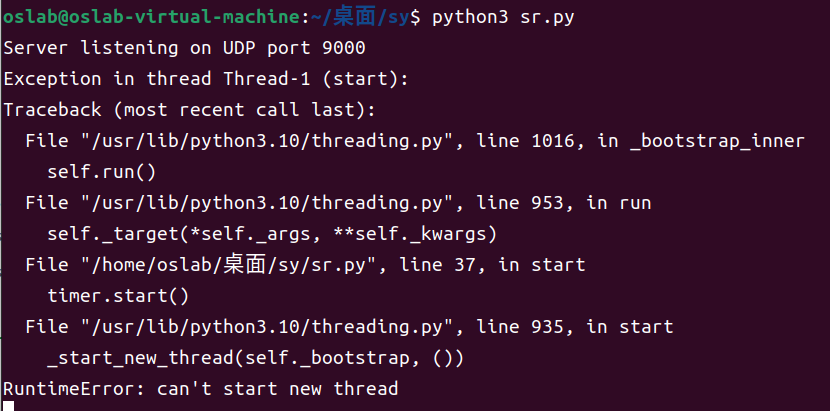 oslab@oslab-virtual-machine:~/桌面/sy$ python3 sr.py
Server listening on UDP port 9000
Exception in thread Thread-1 (start):
Traceback (most recent call last):
  File "/usr/lib/python3.10/threading.py", line 1016, in _bootstrap_inner
    self.run()
  File "/usr/lib/python3.10/threading.py", line 953, in run
    self._target(*self._args, **self._kwargs)
  File "/home/oslab/桌面/sy/sr.py", line 37, in start
    timer.start()
  File "/usr/lib/python3.10/threading.py", line 935, in start
    _start_new_thread(self._bootstrap, ())
RuntimeError: can't start new thread